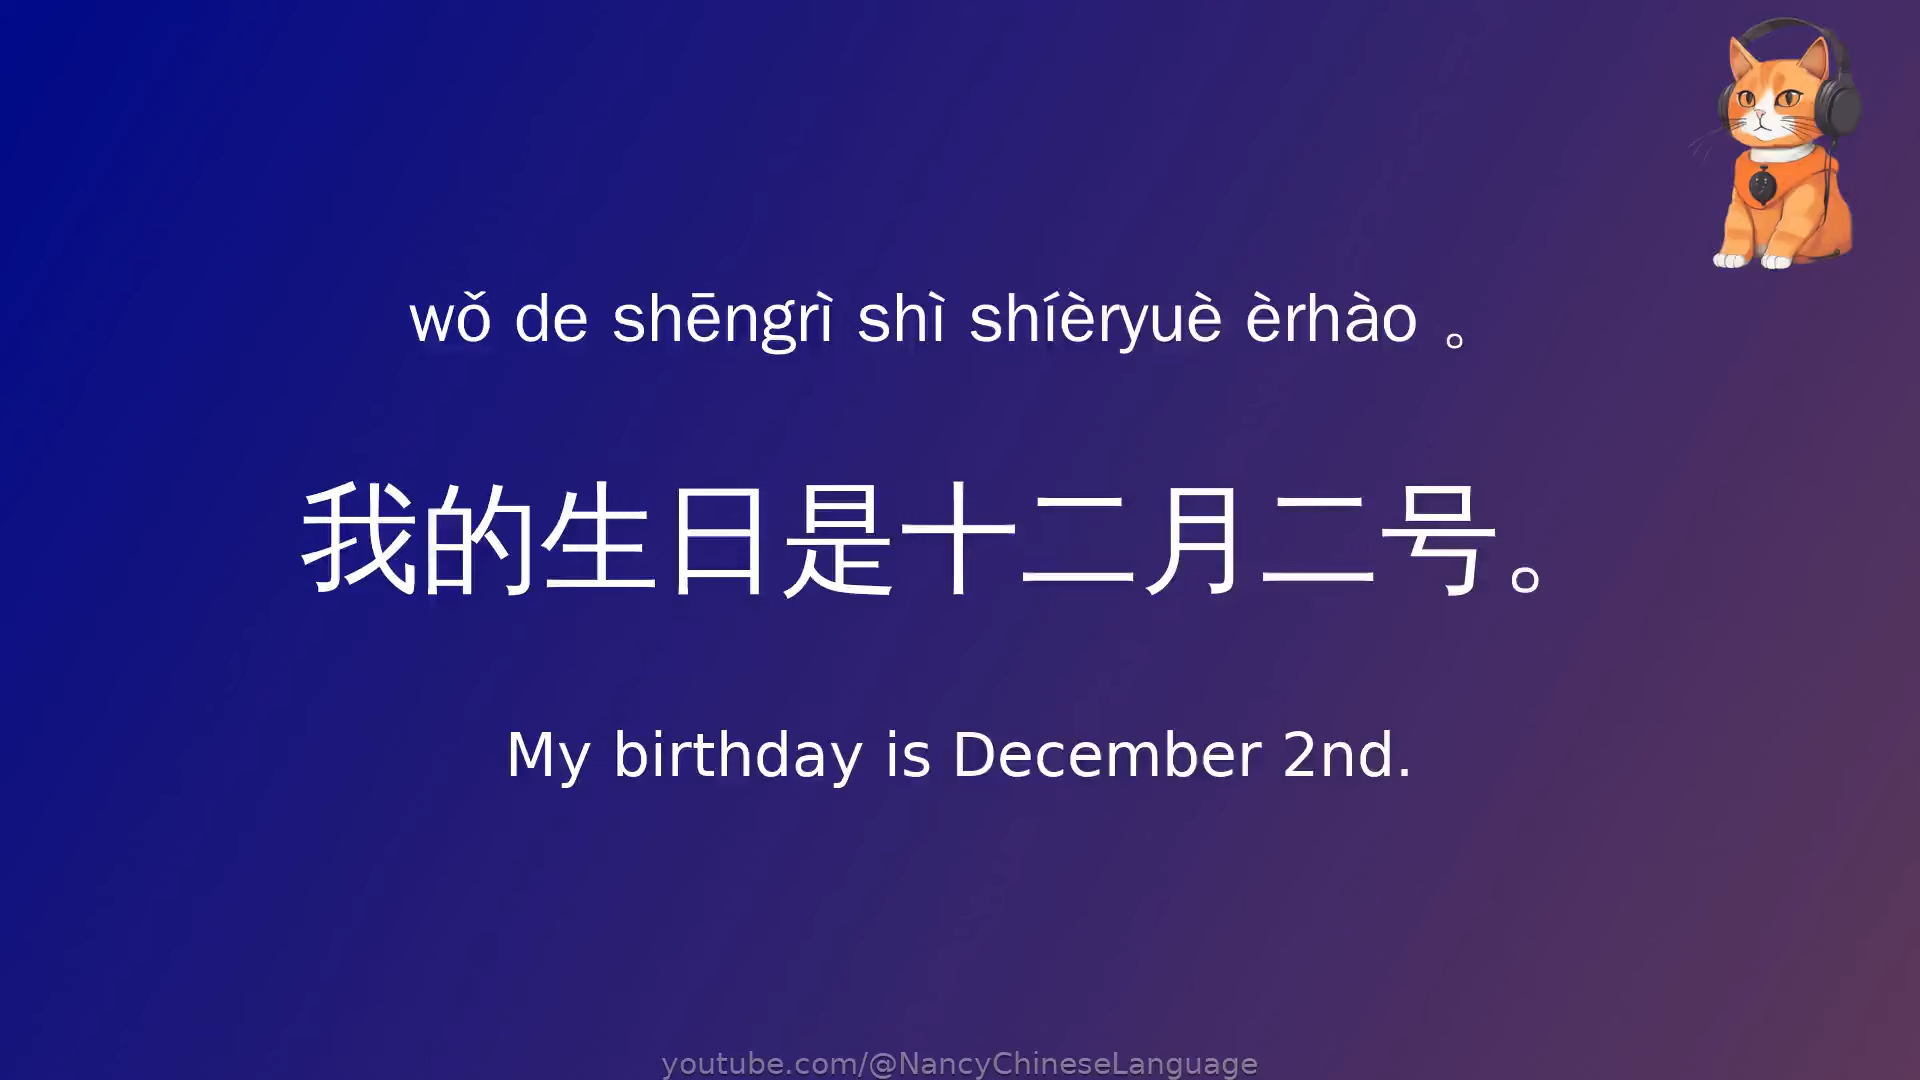 wǒ de shēngrì shì shíèryuè èrhào 。
我的生日是十二月二号。
My birthday is December 2nd.
youtube.com/@NancyChineseLanguage